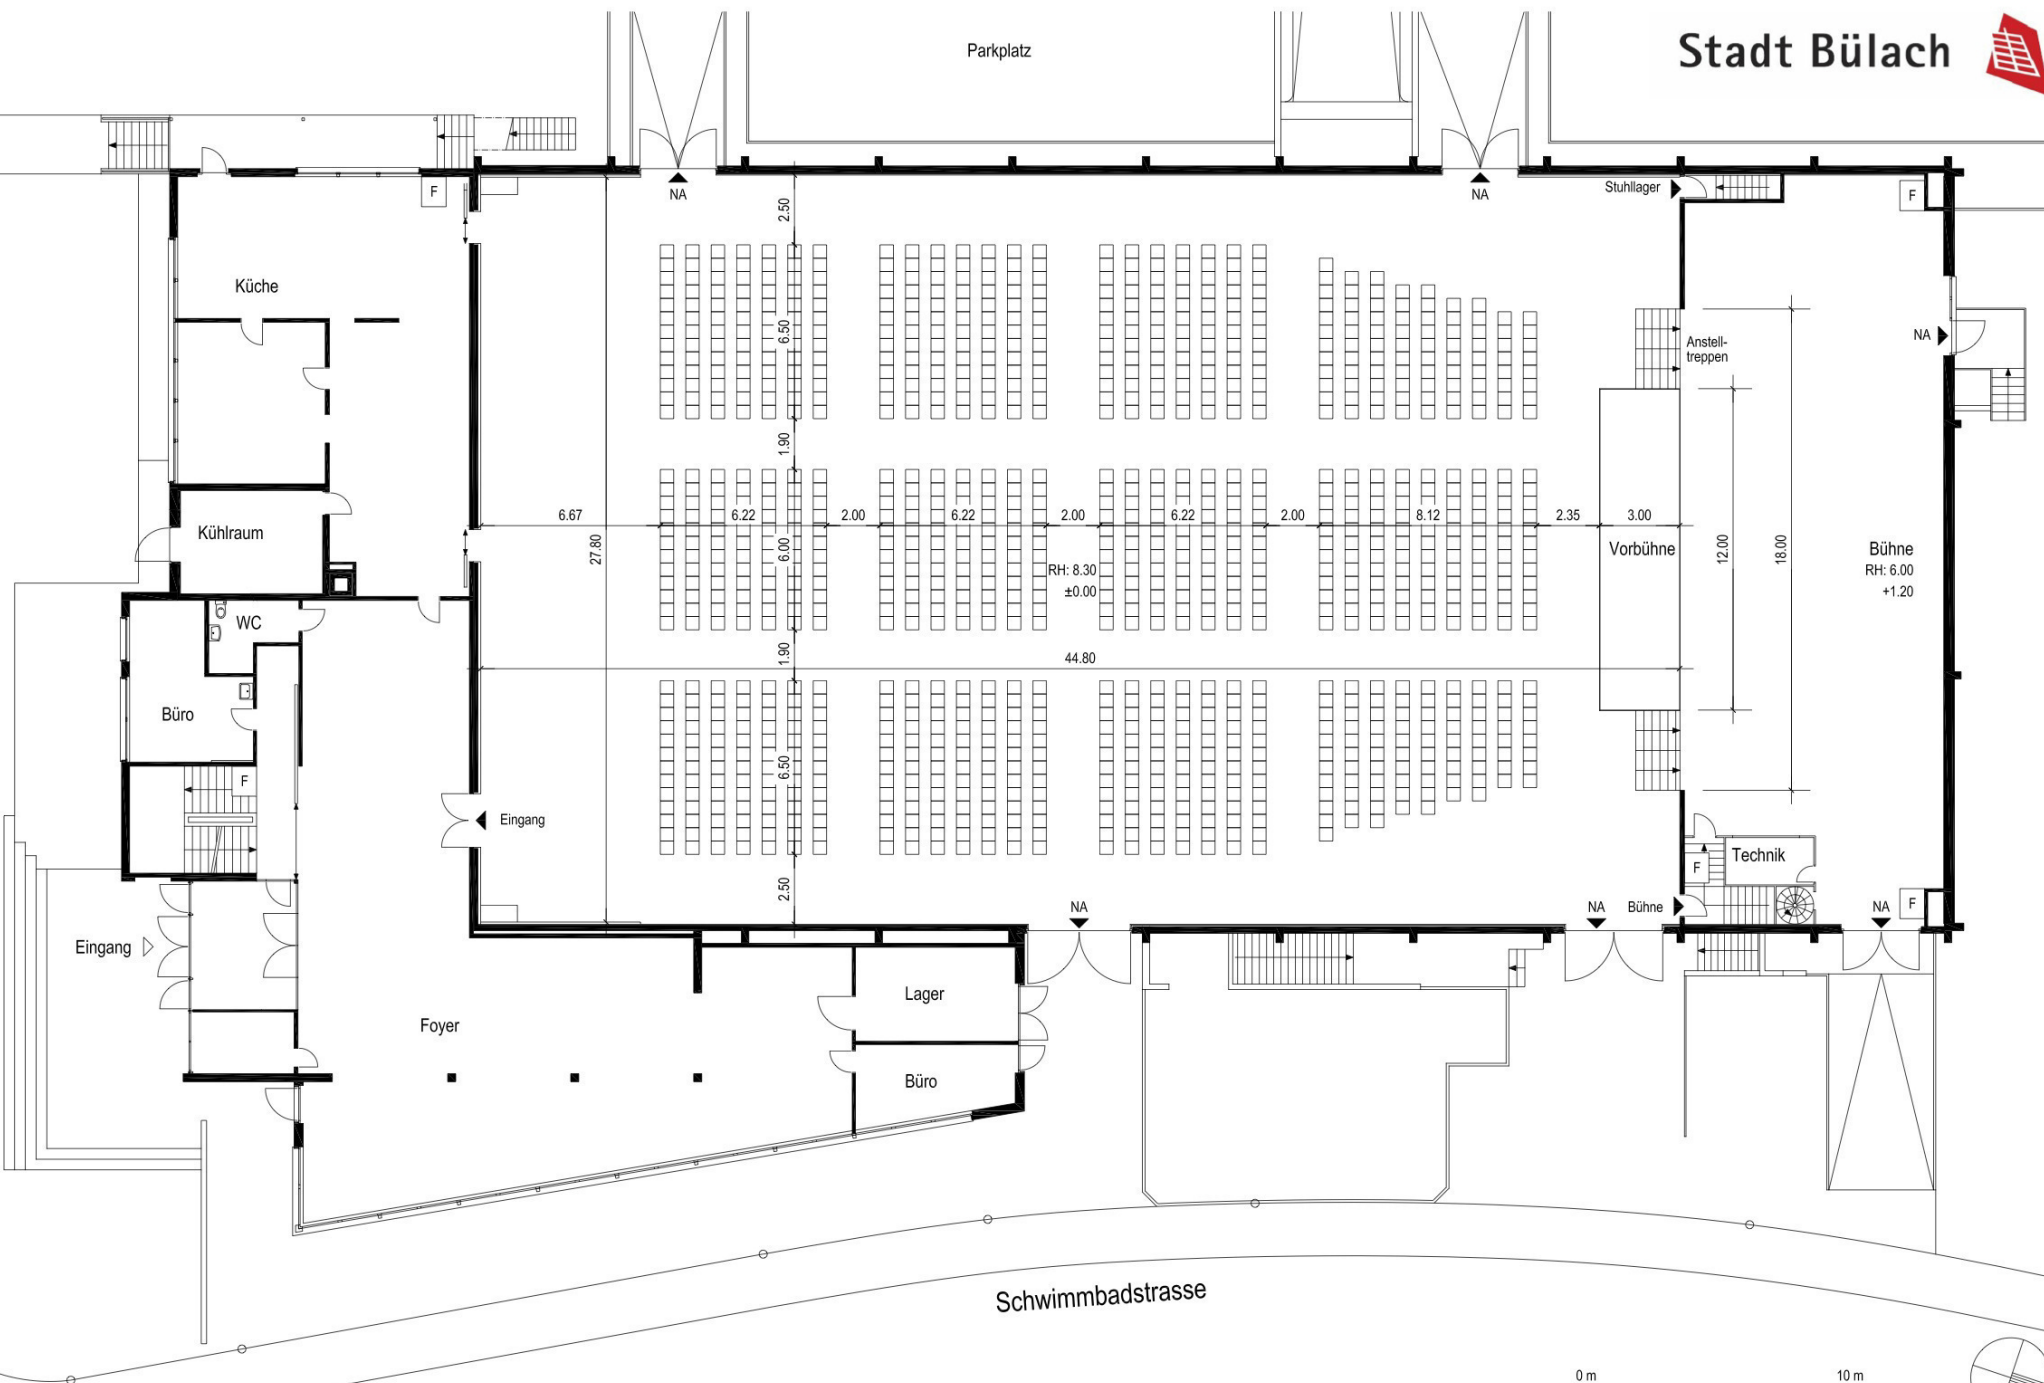 Parkplatz
Stadt Bülach
NA
NA
Stuhllager
F
F
2.50
Küche
6.50
Anstell-
treppen
NA
1.90
6.67
6.22
2.00
6.22
2.00
6.22
2.00
8.12
2.35
3.00
Kühlraum
27.80
6.00
Vorbühne
12.00
18.00
Bühne
RH: 8.30
±0.00
RH: 6.00
+1.20
WC
1.90
44.80
Büro
6.50
F
Eingang
Technik
F
2.50
NA
NA
Bühne
NA
F
Eingang
Lager
Foyer
Büro
Schwimmbadstrasse
0 m
10 m